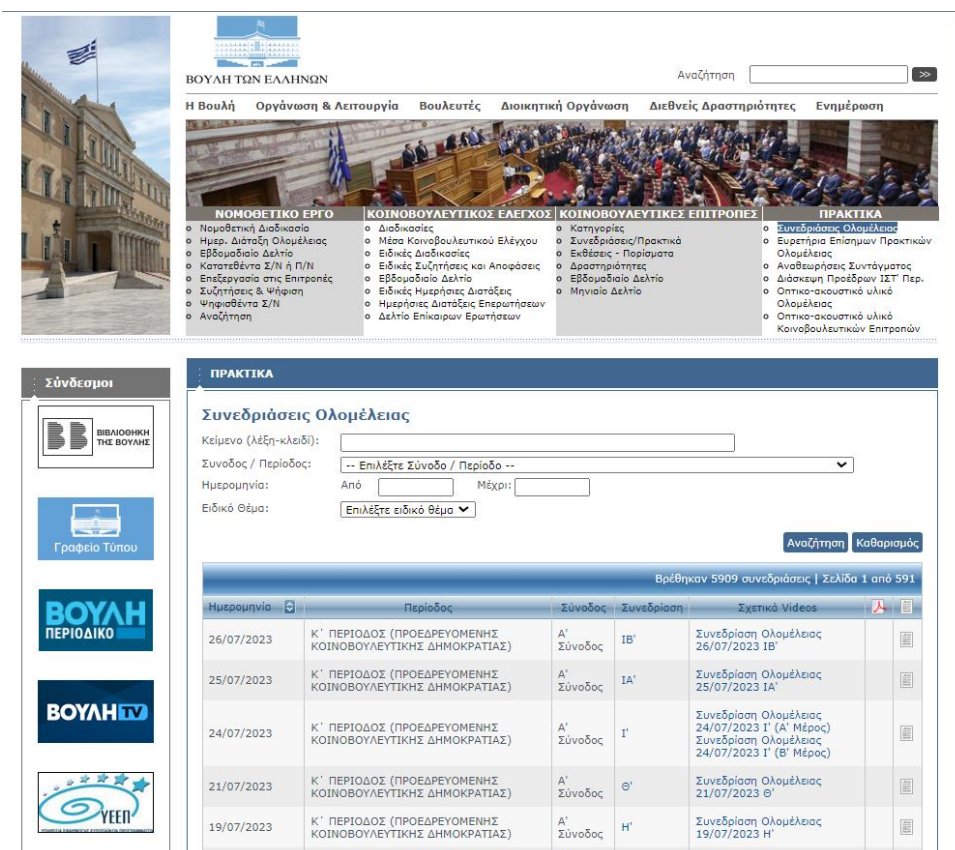 ΒΟΥΛΗ ΤΩΝ ΕΛΛΗΝΩΝ
Αναζήτηση >>
Η Βουλή Οργάνωση & Λειτουργία Βουλευτές Διοικητική Οργάνωση Διεθνείς Δραστηριότητες Ενημέρωση
ΝΟΜΟΘΕΤΙΚΟ ΕΡΓΟ
Νομοθετική Διαδικασία
Ημερ. Διάταξη Ολομέλειας
Εβδομαδιαίο Δελτίο
Κατατεθέντα Σ/Ν ή Π/Ν
Επεξεργασία στις Επιτροπές
Συζητήσεις & Ψήφιση
Ψηφισθέντα Σ/Ν
Αναζήτηση
ΚΟΙΝΟΒΟΥΛΕΥΤΙΚΟΣ ΕΛΕΓΧΟΣ
Διαδικασίες
Μέσα Κοινοβουλευτικού Ελέγχου
Ειδικές Διαδικασίες
Ειδικές Συζητήσεις και Αποφάσεις
Εβδομαδιαίο Δελτίο
Ειδικές Ημερήσιες Διατάξεις
Ημερήσιες Διατάξεις Επερωτήσεων
Δελτίο Επίκαιρων Ερωτήσεων
ΚΟΙΝΟΒΟΥΛΕΥΤΙΚΕΣ ΕΠΙΤΡΟΠΕΣ
Κατηγορίες
Συνεδριάσεις/Πρακτικά
Εκθέσεις - Πορίσματα
Δραστηριότητες
Εβδομαδιαίο Δελτίο
Μηνιαίο Δελτίο
ΠΡΑΚΤΙΚΑ
Συνεδριάσεις Ολομέλειας
Ευρετήρια Επίσημων Πρακτικών
Ολομέλειας
Αναθεωρήσεις Συντάγματος
Διάσκεψη Προέδρων ΙΣΤ' Περ.
Οπτικο-ακουστικό υλικό
Ολομέλειας
Οπτικο-ακουστικό υλικό
Κοινοβουλευτικών Επιτροπών
Σύνδεσμοι
ΒΙΒΛΙΟΘΗΚΗ
ΤΗΣ ΒΟΥΛΗΣ
Γραφείο Τύπου
ΒΟΥΛΗ
ΠΕΡΙΟΔΙΚΟ
ΒΟΥΛΗ TV
ΥΕΕΠ
ΠΡΑΚΤΙΚΑ
Συνεδριάσεις Ολομέλειας
Κείμενο (λέξη-κλειδί):
Συνοδος / Περίοδος: -- Επιλέξτε Σύνοδο / Περίοδο --
Ημερομηνία: Από Μέχρι:
Ειδικό Θέμα: Επιλέξτε ειδικό θέμα
Αναζήτηση Καθαρισμός
Βρέθηκαν 5909 συνεδριάσεις | Σελίδα 1 από 591
Ημερομηνία Περίοδος Σύνοδος Συνεδρίαση Σχετικά Videos
26/07/2023 Κ΄ ΠΕΡΙΟΔΟΣ (ΠΡΟΕΔΡΕΥΟΜΕΝΗΣ Α' Σύνοδος ΙΒ' Συνεδρίαση Ολομέλειας
ΚΟΙΝΟΒΟΥΛΕΥΤΙΚΗΣ ΔΗΜΟΚΡΑΤΙΑΣ) 26/07/2023 ΙΒ'
25/07/2023 Κ΄ ΠΕΡΙΟΔΟΣ (ΠΡΟΕΔΡΕΥΟΜΕΝΗΣ Α' Σύνοδος ΙΑ' Συνεδρίαση Ολομέλειας
ΚΟΙΝΟΒΟΥΛΕΥΤΙΚΗΣ ΔΗΜΟΚΡΑΤΙΑΣ) 25/07/2023 ΙΑ'
24/07/2023 Κ΄ ΠΕΡΙΟΔΟΣ (ΠΡΟΕΔΡΕΥΟΜΕΝΗΣ Α' Σύνοδος Ι' Συνεδρίαση Ολομέλειας
ΚΟΙΝΟΒΟΥΛΕΥΤΙΚΗΣ ΔΗΜΟΚΡΑΤΙΑΣ) 24/07/2023 Ι' (Α' Μέρος)
Συνεδρίαση Ολομέλειας
24/07/2023 Ι' (Β' Μέρος)
21/07/2023 Κ΄ ΠΕΡΙΟΔΟΣ (ΠΡΟΕΔΡΕΥΟΜΕΝΗΣ Α' Σύνοδος Θ' Συνεδρίαση Ολομέλειας
ΚΟΙΝΟΒΟΥΛΕΥΤΙΚΗΣ ΔΗΜΟΚΡΑΤΙΑΣ) 21/07/2023 Θ'
19/07/2023 Κ΄ ΠΕΡΙΟΔΟΣ (ΠΡΟΕΔΡΕΥΟΜΕΝΗΣ Α' Σύνοδος Η' Συνεδρίαση Ολομέλειας
ΚΟΙΝΟΒΟΥΛΕΥΤΙΚΗΣ ΔΗΜΟΚΡΑΤΙΑΣ) 19/07/2023 Η'